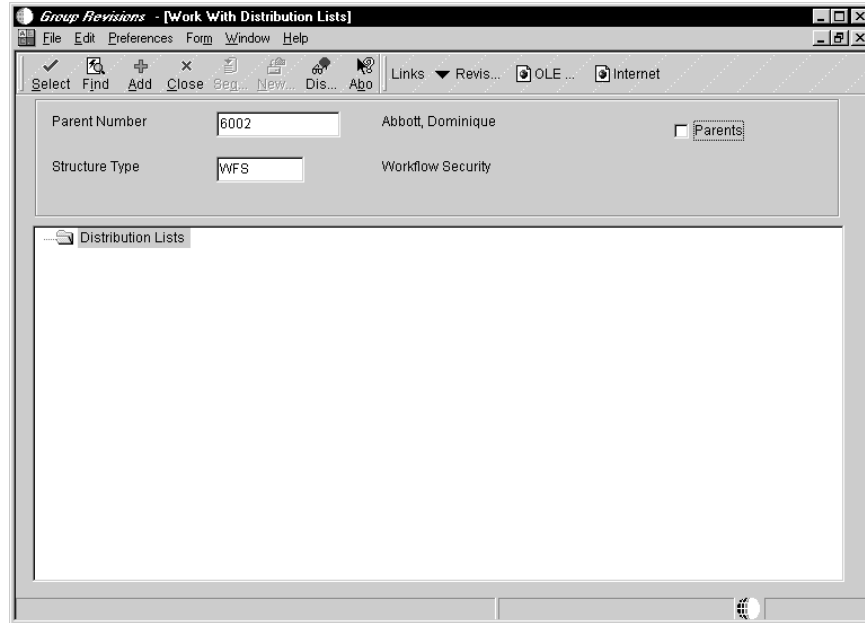 Group Revisions - [Work With Distribution Lists]
File Edit Preferences Form Window Help
Select Find Add Close Seq... New... Dis... Abo Links Revis... OLE ... Internet
Parent Number 6002 Abbott, Dominique Parents
Structure Type WFS Workflow Security
Distribution Lists